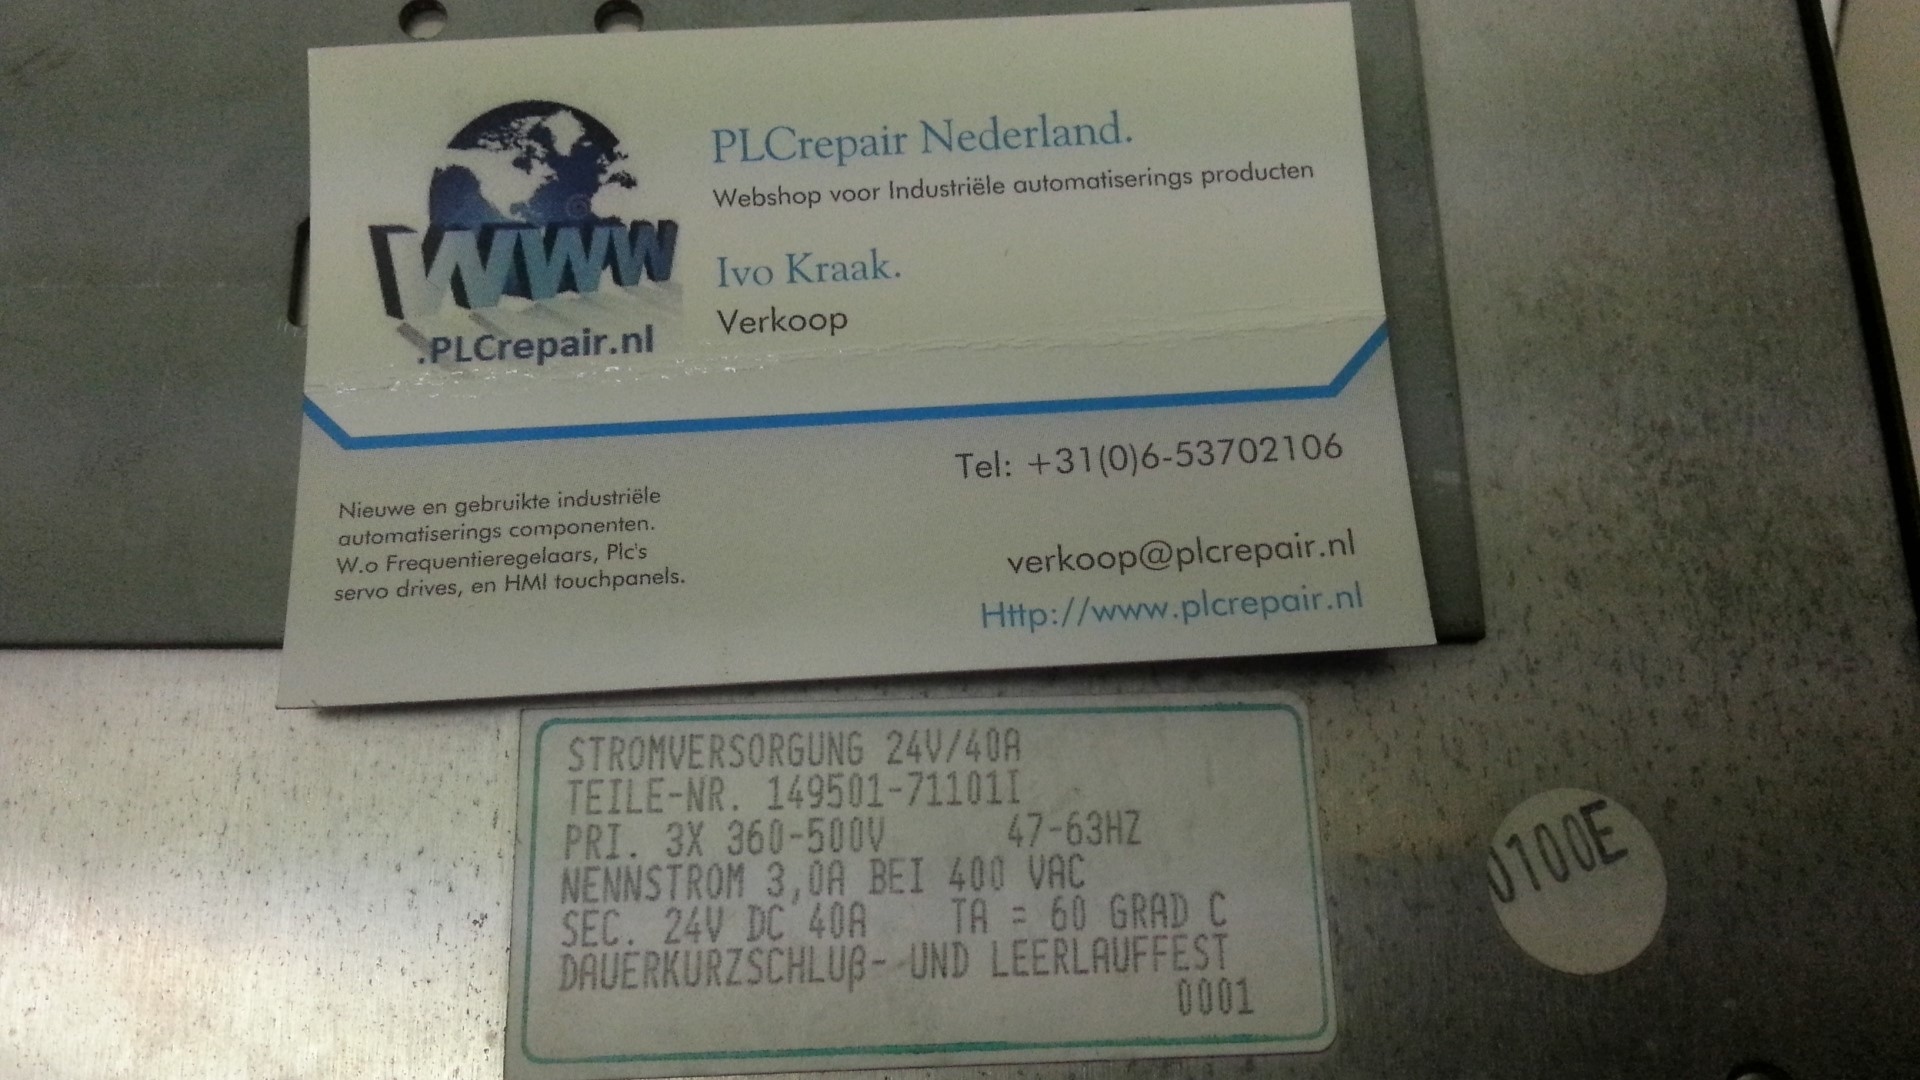 WWW
.PLCrepair.nl
PLCrepair Nederland.
Webshop voor Industriële automatiserings producten
Ivo Kraak.
Verkoop
Tel: +31(0)6-53702106
Nieuwe en gebruikte industriële
automatiserings componenten.
W.o Frequentieregelaars, Plc's
servo drives, en HMI touchpanels.
verkoop@plcrepair.nl
Http://www.plcrepair.nl
STROMVERSORGUNG 24V/40A
TEILE-NR. 149501-71101I
PRI. 3X 360-500V 47-63HZ
NENNSTROM 3,0A BEI 400 VAC
SEC. 24V DC 40A TA = 60 GRAD C
DAUERKURZSCHLUß- UND LEERLAUFFEST
0001
0100E